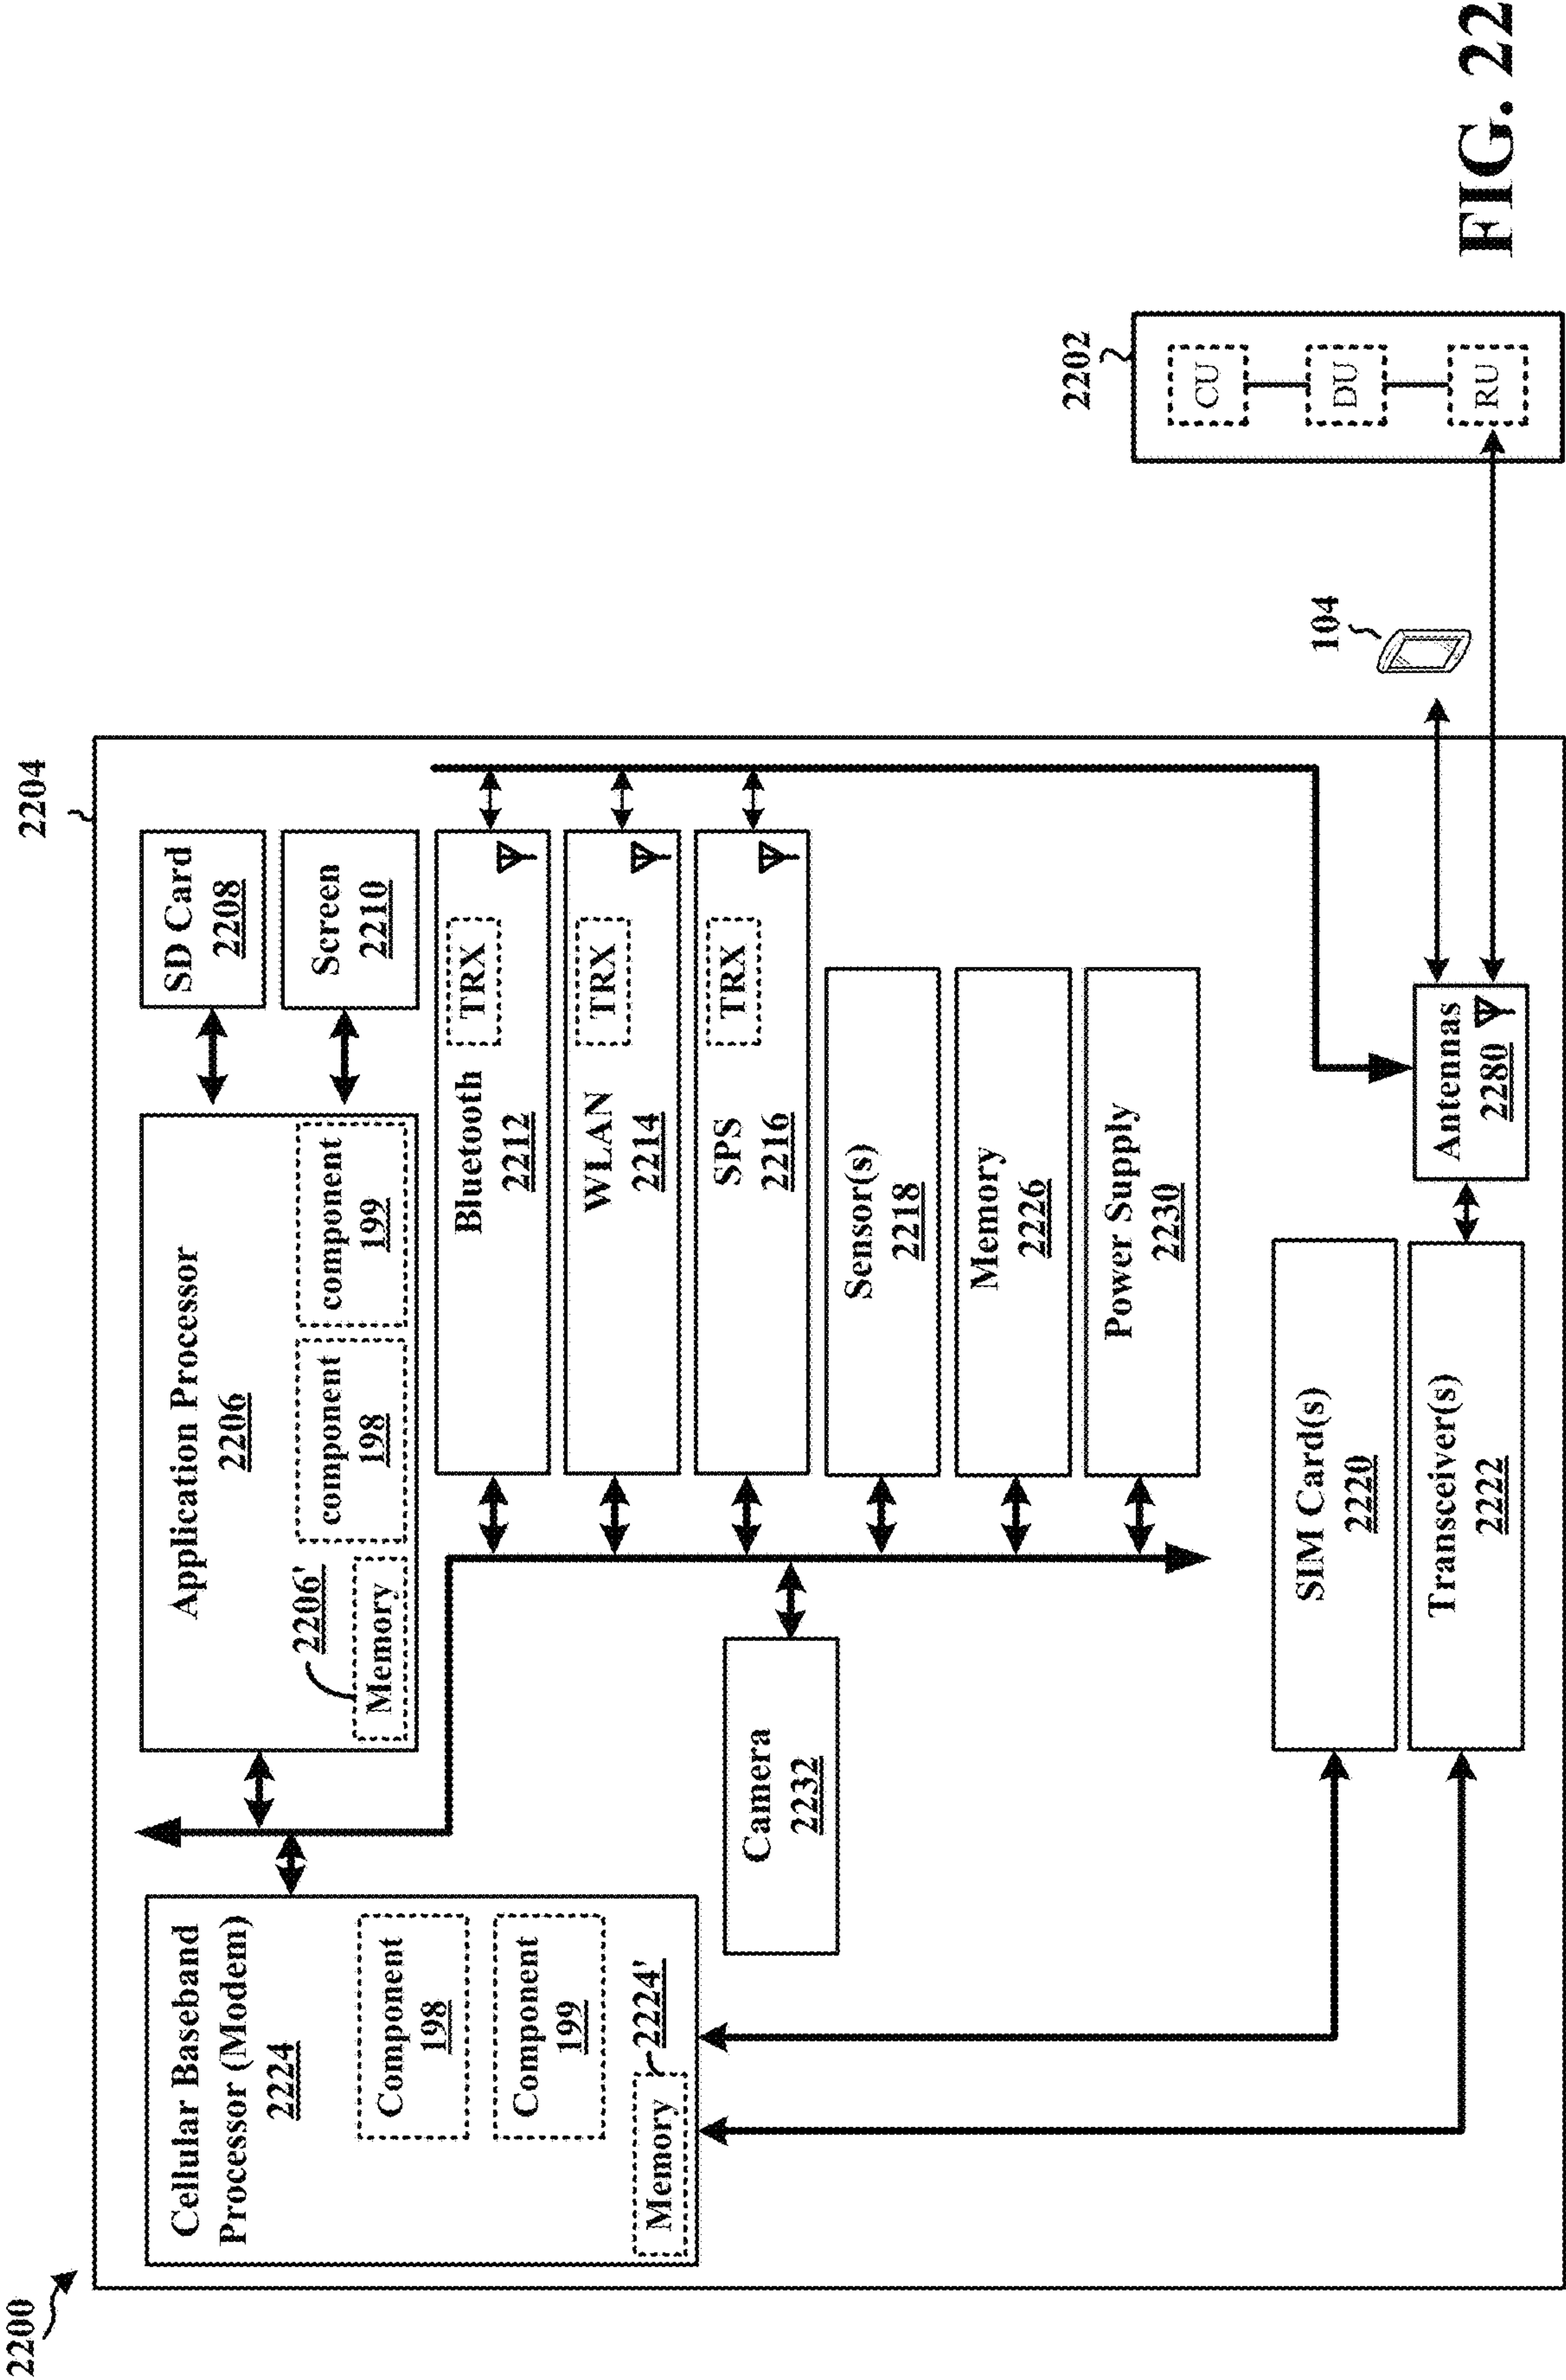 2200
2204
Cellular Baseband
Processor (Modem)
2224
Component
198
Component
199
2224'
Memory
Application Processor
2206
2206'
Memory
component
198
component
199
SD Card
2208
Screen
2210
Bluetooth
2212
TRX
WLAN
2214
TRX
SPS
2216
TRX
Camera
2232
Sensor(s)
2218
Memory
2226
Power Supply
2230
SIM Card(s)
2220
Transceiver(s)
2222
Antennas
2280
104
2202
CU
DU
RU
FIG. 22